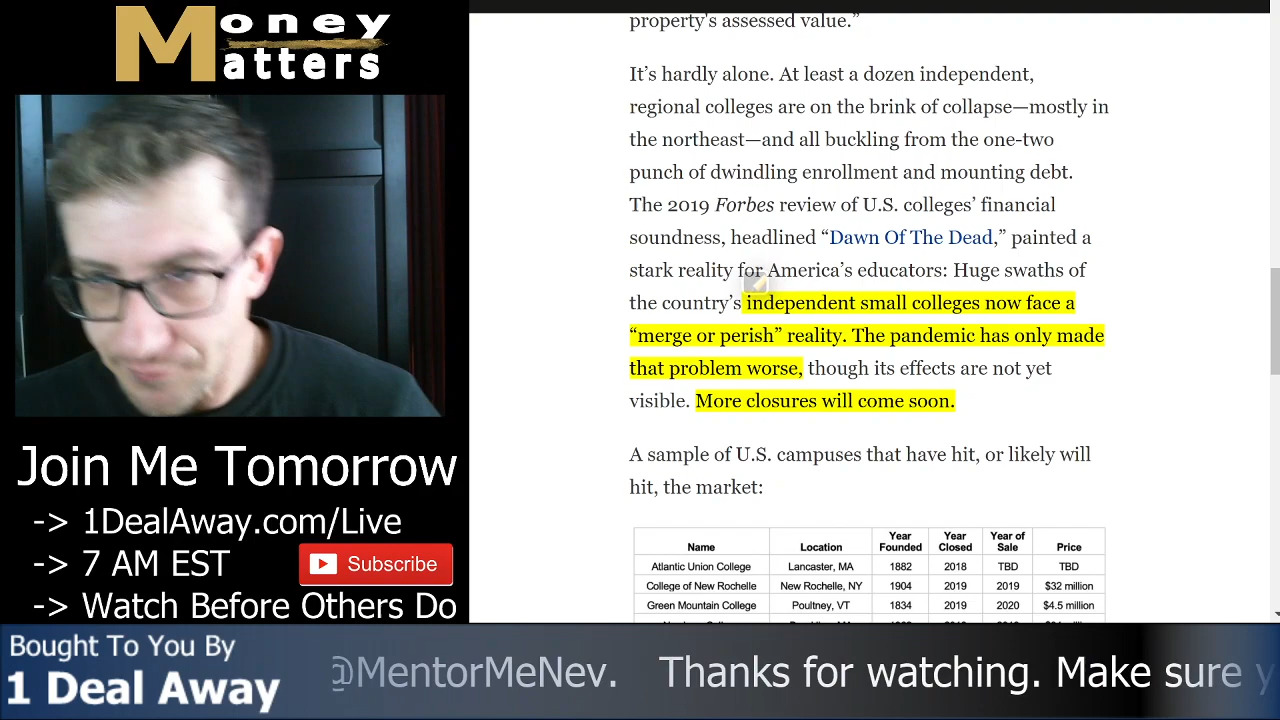 Money
Matters
Join Me Tomorrow
-> 1DealAway.com/Live
-> 7 AM EST
Subscribe
-> Watch Before Others Do
Bought To You By
1 Deal Away
@MentorMeNev. Thanks for watching. Make sure y
property's assessed value.”
It’s hardly alone. At least a dozen independent,
regional colleges are on the brink of collapse—mostly in
the northeast—and all buckling from the one-two
punch of dwindling enrollment and mounting debt.
The 2019 Forbes review of U.S. colleges’ financial
soundness, headlined “Dawn Of The Dead,” painted a
stark reality for America’s educators: Huge swaths of
the country’s independent small colleges now face a
“merge or perish” reality. The pandemic has only made
that problem worse, though its effects are not yet
visible. More closures will come soon.
A sample of U.S. campuses that have hit, or likely will
hit, the market:
Name Location Year Founded Year Closed Year of Sale Price
Atlantic Union College Lancaster, MA 1882 2018 TBD TBD
College of New Rochelle New Rochelle, NY 1904 2019 2019 $32 million
Green Mountain College Poultney, VT 1834 2019 2020 $4.5 million